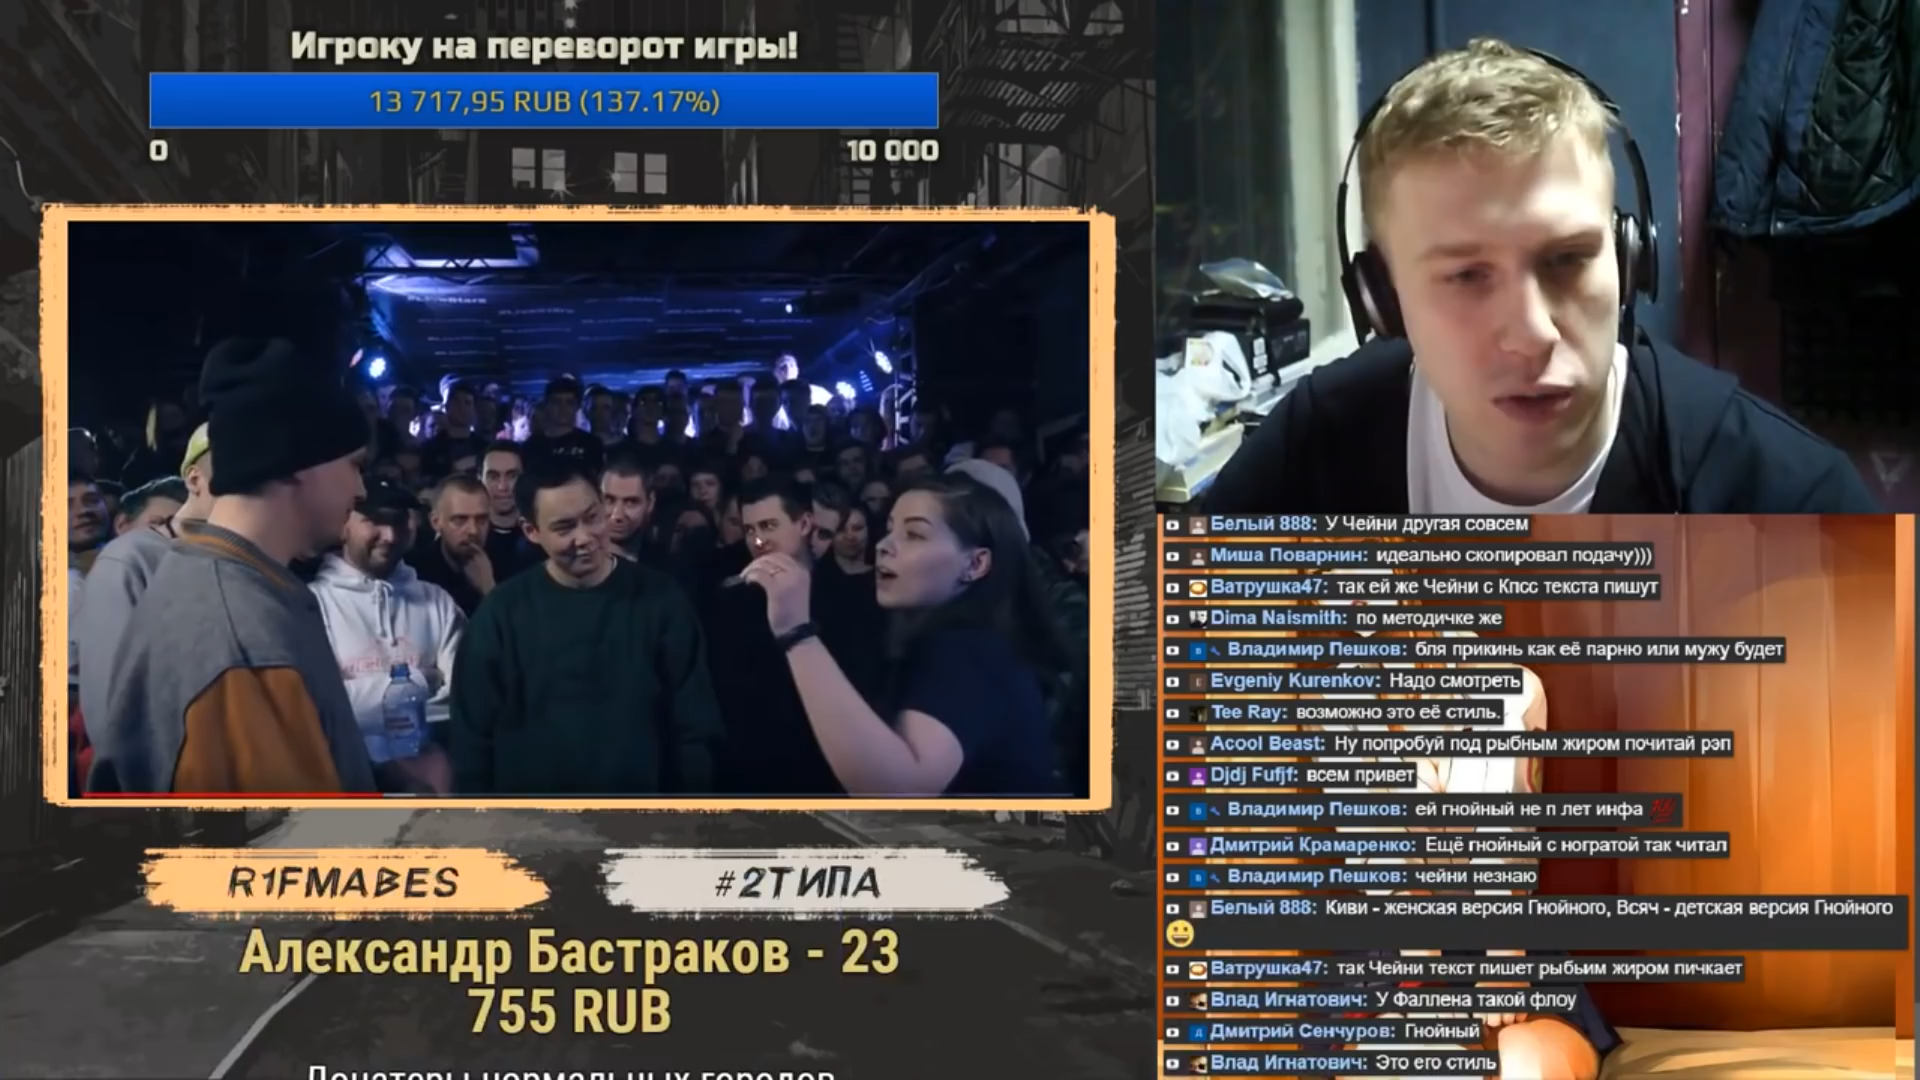 Игроку на переворот игры!
13 717,95 RUB (137.17%)
0
10 000
R1FMABES
#2ТИПА
Александр Бастраков - 23
755 RUB
Донатеры нормальных городов
Белый 888: У Чейни другая совсем
Миша Поварнин: идеально скопировал подачу)))
Ватрушка47: так ей же Чейни с Кпсс текста пишут
Dima Naismith: по методичке же
Владимир Пешков: бля прикинь как её парню или мужу будет
Evgeniy Kurenkov: Надо смотреть
Tee Ray: возможно это её стиль.
Acool Beast: Ну попробуй под рыбным жиром почитай рэп
Djdj Fufjf: всем привет
Владимир Пешков: ей гнойный не п лет инфа 💯
Дмитрий Крамаренко: Ещё гнойный с ногратой так читал
Владимир Пешков: чейни незнаю
Белый 888: Киви - женская версия Гнойного, Всяч - детская версия Гнойного
Ватрушка47: так Чейни текст пишет рыбьим жиром пичкает
Влад Игнатович: У Фаллена такой флоу
Дмитрий Сенчуров: Гнойный
Влад Игнатович: Это его стиль